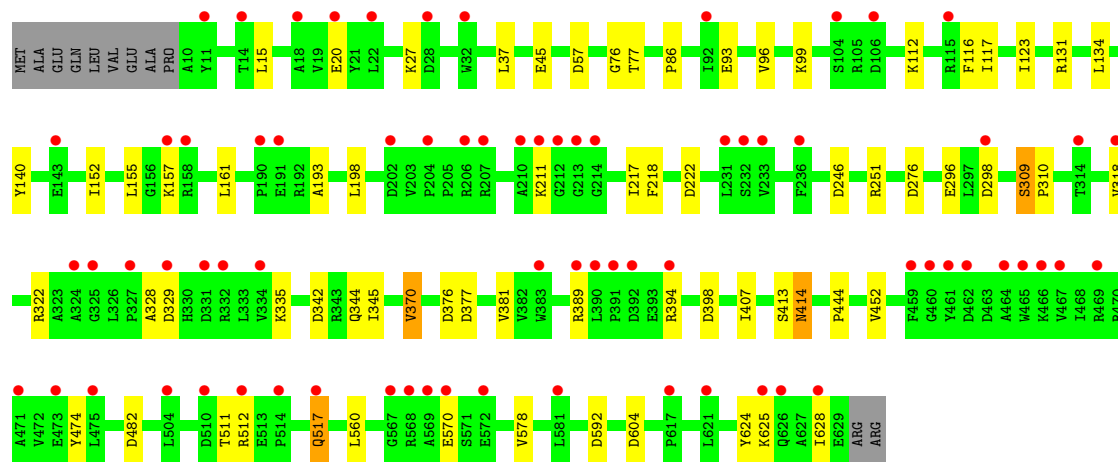 MET ALA GLU GLN LEU VAL GLU ALA PRO A10 Y11 T14 L15 A18 V19 E20 Y21 L22 K27 D28 W32 L37 E45 D57 G76 T77 P86 I92 E93 V96 K99 S104 R105 D106 K112 R115 F116 I117 I123 R131 L134
Y140 E143 I152 L155 G156 K157 R158 L161 P190 E191 R192 A193 L198 D202 V203 P204 P205 R206 R207 A210 K211 G212 G213 G214 I217 F218 D222 L231 S232 V233 F236 D246 R251 D276 E296 L297 D298 S309 P310 T314 V318
R322 A323 A324 G325 L326 P327 A328 D329 H330 D331 R332 L333 V334 K335 D342 R343 Q344 I345 V370 D376 D377 V381 V382 W383 R389 L390 P391 D392 E393 R394 D398 I407 S413 N414 P444 V452 F459 G460 Y461 D462 D463 A464 W465 K466 V467 I468 R469
A471 V472 E473 Y474 L475 D482 L504 D510 T511 R512 E513 P514 Q517 L560 G567 R568 A569 E570 S571 E572 V578 L581 D592 D604 P617 L621 Y624 K625 Q626 A627 I628 E629 ARG ARG